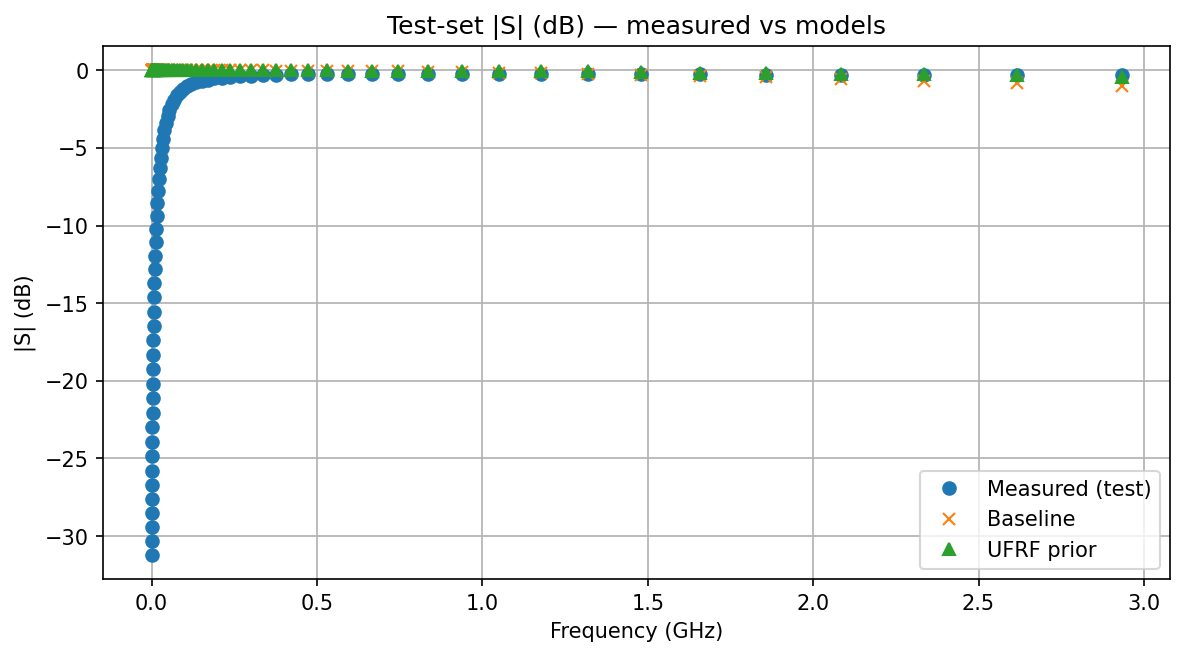 Test-set |S| (dB) — measured vs models
|S| (dB)
0
−5
−10
−15
−20
−25
−30
Measured (test)
Baseline
UFRF prior
0.0 0.5 1.0 1.5 2.0 2.5 3.0
Frequency (GHz)